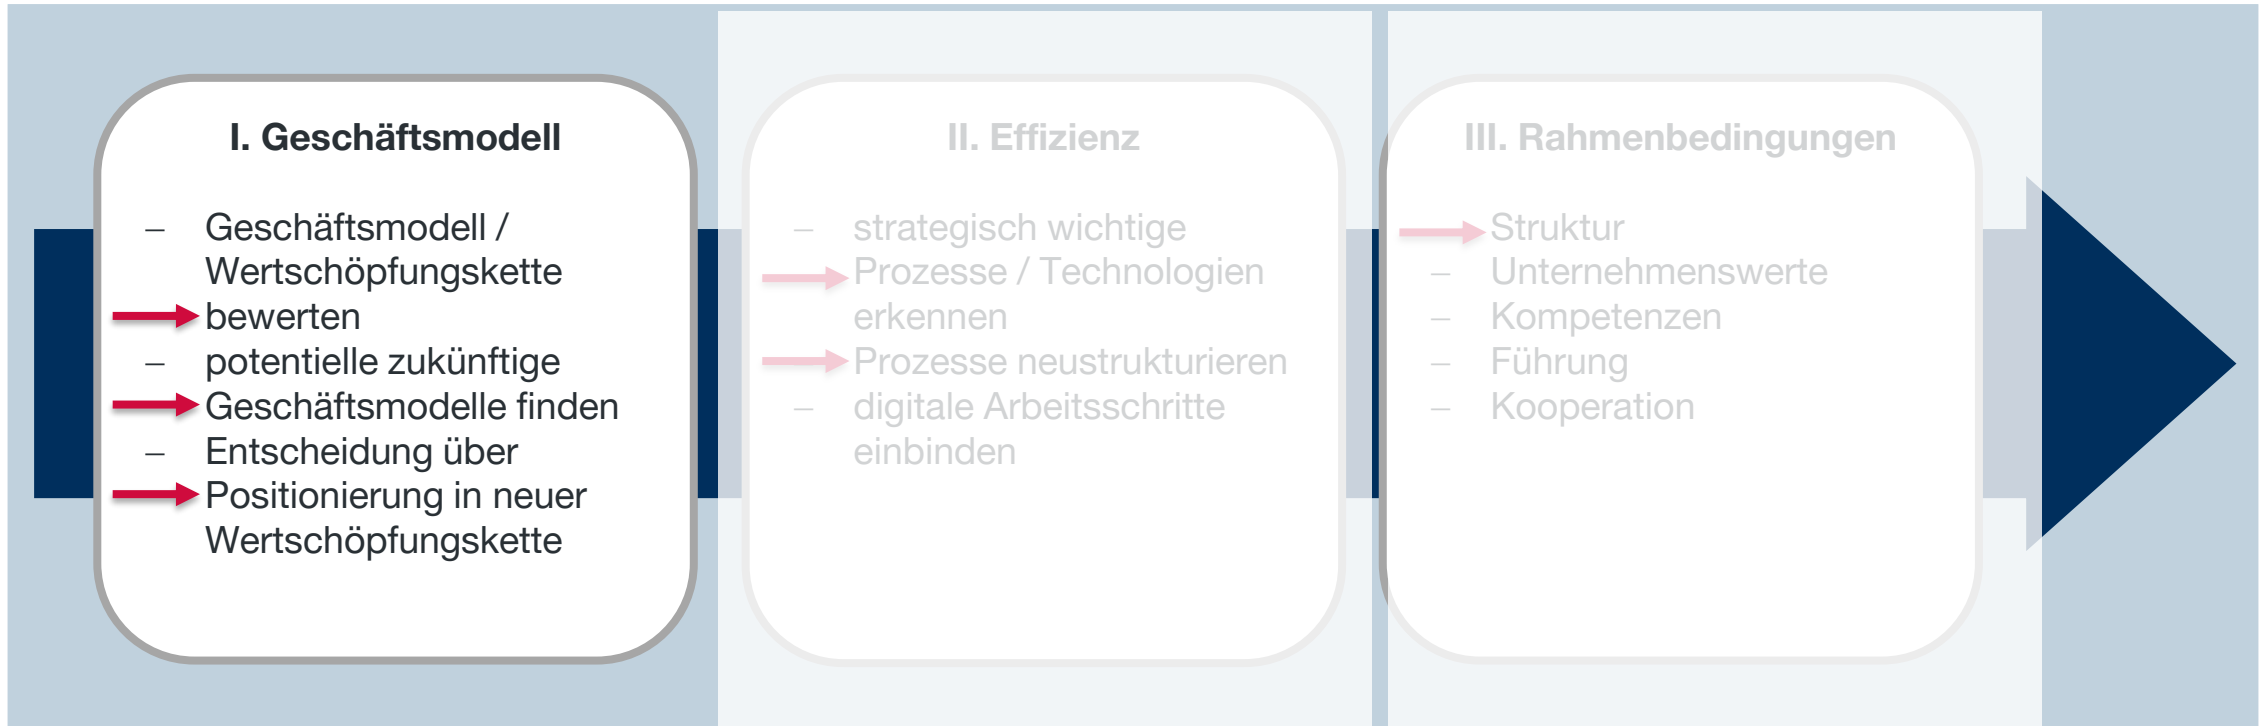 I. Geschäftsmodell
– Geschäftsmodell /
Wertschöpfungskette
bewerten
– potentielle zukünftige
Geschäftsmodelle finden
– Entscheidung über
Positionierung in neuer
Wertschöpfungskette
II. Effizienz
– strategisch wichtige
Prozesse / Technologien
erkennen
Prozesse neustrukturieren
– digitale Arbeitsschritte
einbinden
III. Rahmenbedingungen
Struktur
– Unternehmenswerte
– Kompetenzen
– Führung
– Kooperation